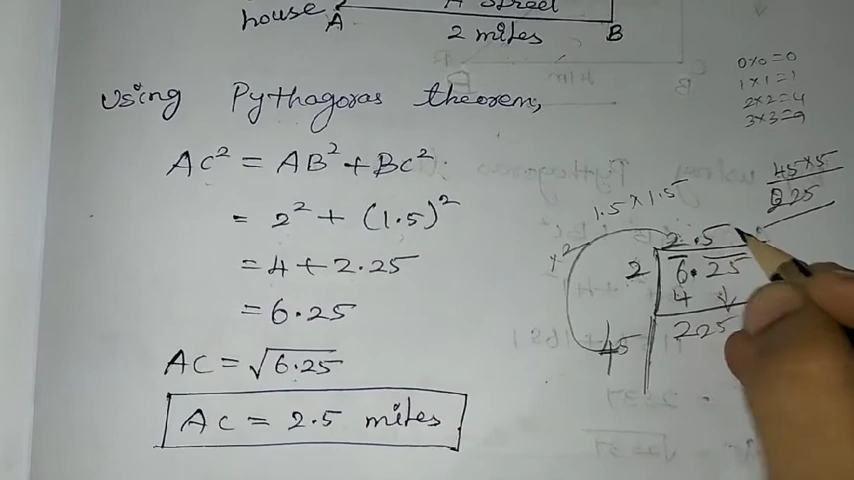 A street
house A
2 miles B
Using Pythagoras theorem,
AC² = AB² + BC²
= 2² + (1.5)²
= 4 + 2.25
= 6.25
AC = √6.25
AC = 2.5 miles
0×0=0
1×1=1
2×2=4
3×3=9
45×5
225
1.5×1.5
×2
2.5
2 6.25
4 ↓
45 225